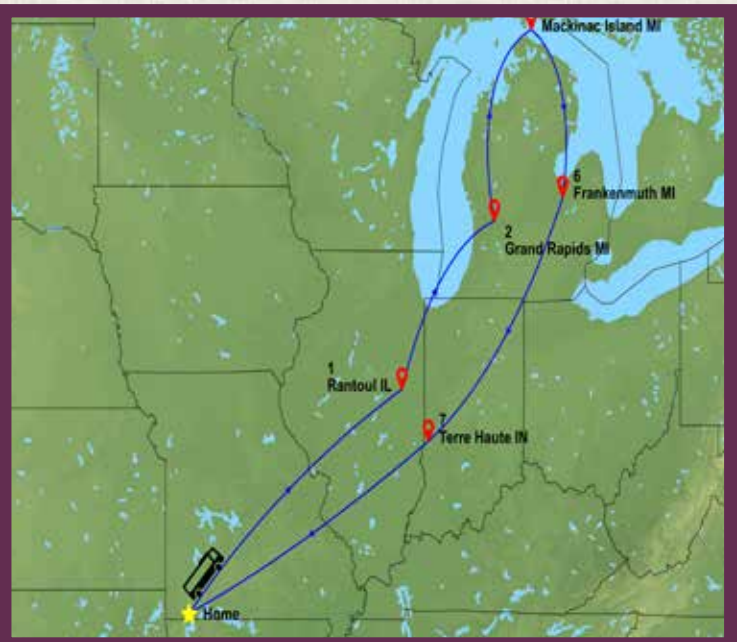 Mackinac Island MI
6
Frankenmuth MI
2
Grand Rapids MI
1
Rantoul IL
7
Terre Haute IN
Home